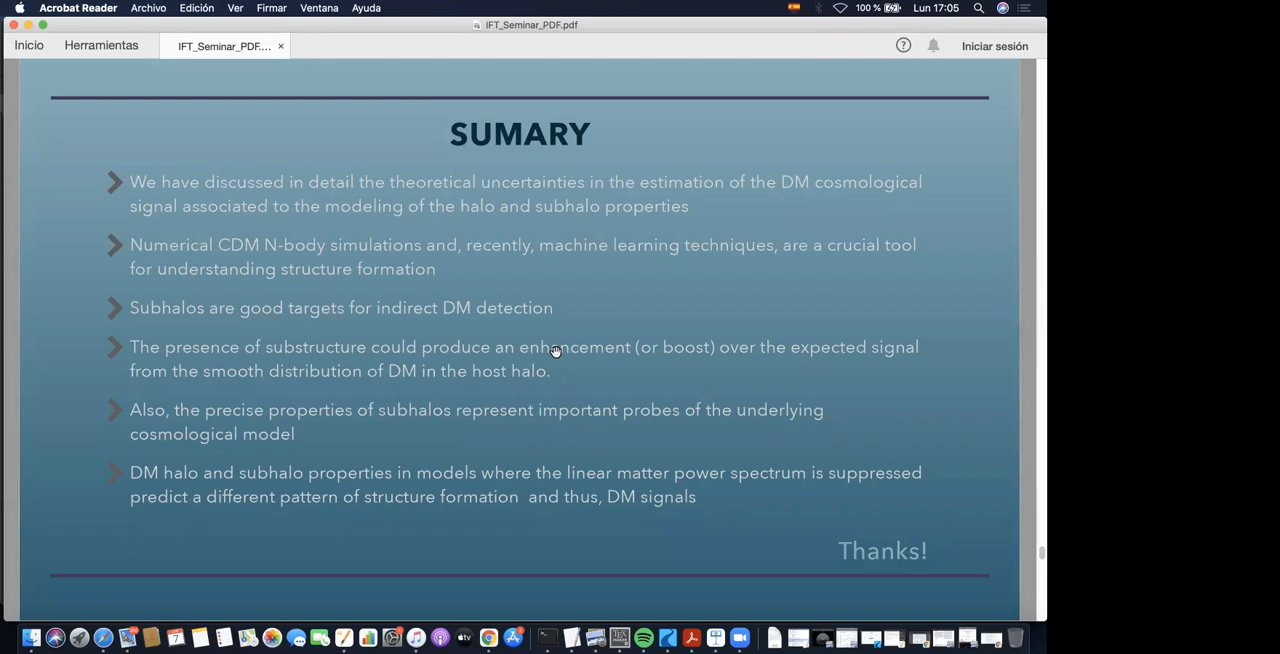 Acrobat Reader Archivo Edición Ver Firmar Ventana Ayuda 100 % Lun 17:05
IFT_Seminar_PDF.pdf
Inicio Herramientas IFT_Seminar_PDF.... × ? Iniciar sesión
SUMARY
We have discussed in detail the theoretical uncertainties in the estimation of the DM cosmological
signal associated to the modeling of the halo and subhalo properties
Numerical CDM N-body simulations and, recently, machine learning techniques, are a crucial tool
for understanding structure formation
Subhalos are good targets for indirect DM detection
The presence of substructure could produce an enhancement (or boost) over the expected signal
from the smooth distribution of DM in the host halo.
Also, the precise properties of subhalos represent important probes of the underlying
cosmological model
DM halo and subhalo properties in models where the linear matter power spectrum is suppressed
predict a different pattern of structure formation and thus, DM signals
Thanks!
7
tv